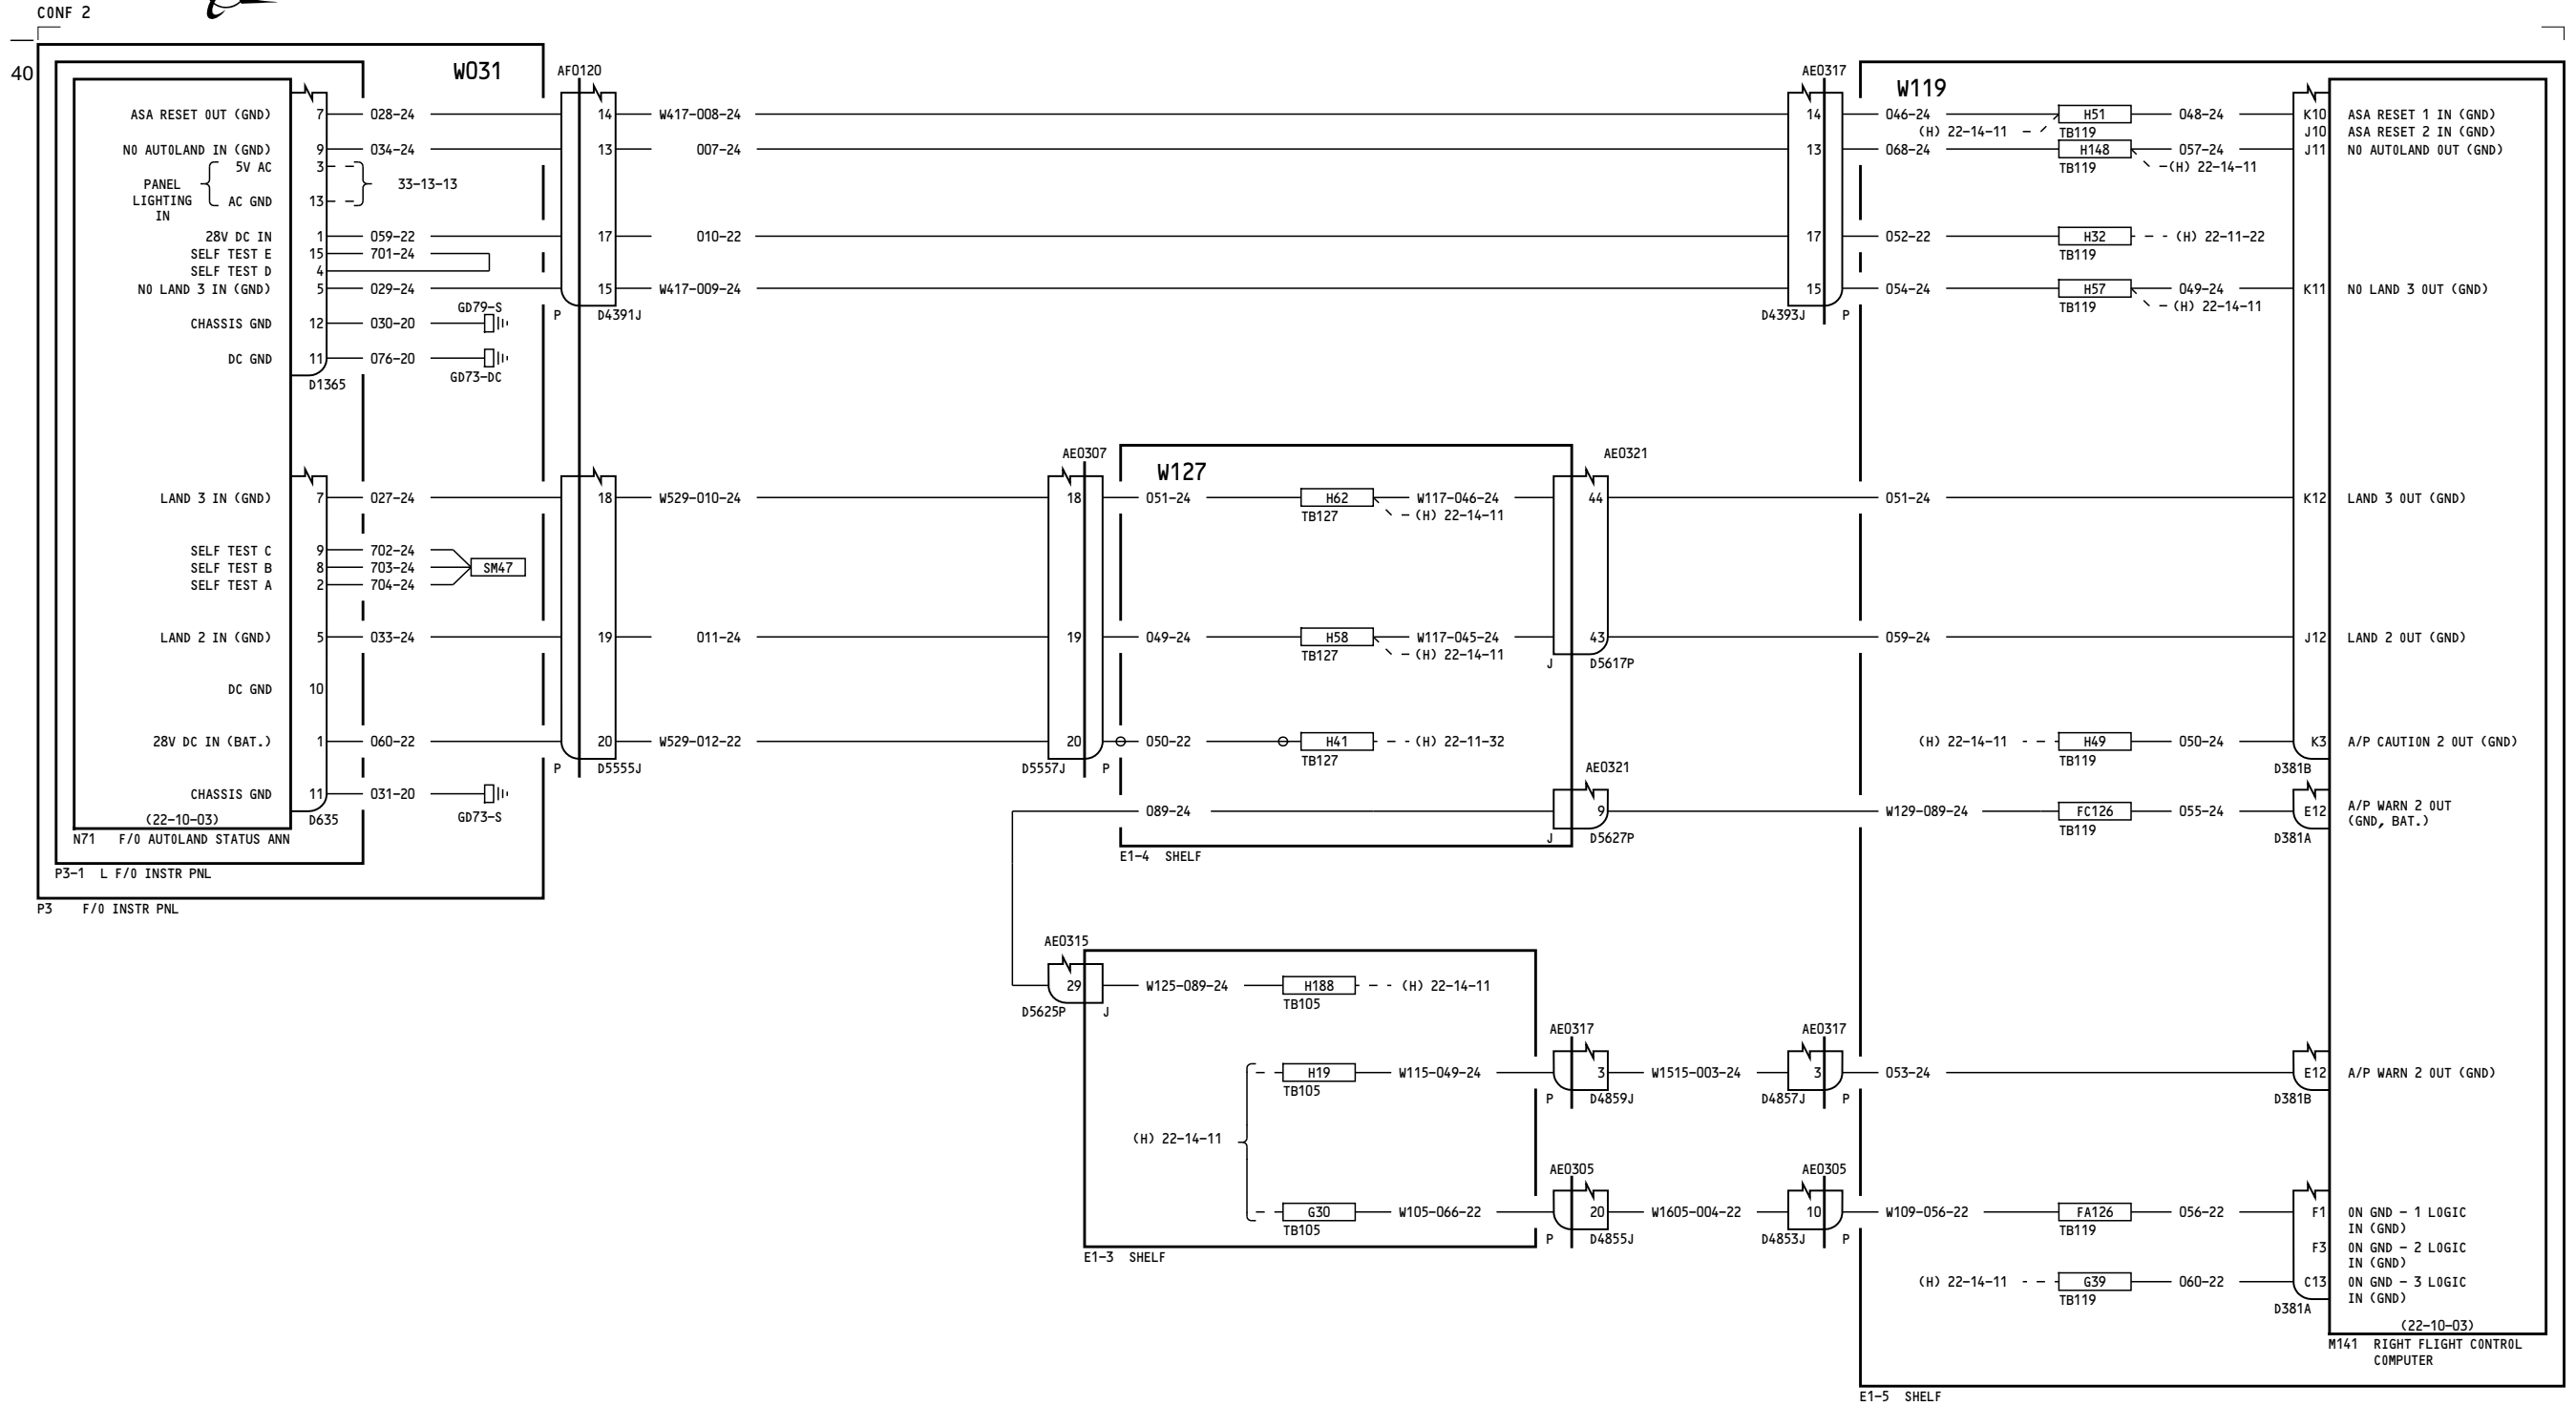 CONF 2
40
W031
AF0120
AE0317
W119
ASA RESET OUT (GND) 7 028-24 14 W417-008-24 14 046-24 H51 048-24 K10 ASA RESET 1 IN (GND)
(H) 22-14-11 TB119 J10 ASA RESET 2 IN (GND)
NO AUTOLAND IN (GND) 9 034-24 13 007-24 13 068-24 H148 057-24 J11 NO AUTOLAND OUT (GND)
5V AC 3 TB119 (H) 22-14-11
PANEL 33-13-13
LIGHTING AC GND 13
IN
28V DC IN 1 059-22 17 010-22 17 052-22 H32 (H) 22-11-22
SELF TEST E 15 701-24 TB119
SELF TEST D 4
NO LAND 3 IN (GND) 5 029-24 15 W417-009-24 15 054-24 H57 049-24 K11 NO LAND 3 OUT (GND)
GD79-S TB119 (H) 22-14-11
P D4391J D4393J P
CHASSIS GND 12 030-20
DC GND 11 076-20
GD73-DC
D1365
AE0307 AE0321
W127
LAND 3 IN (GND) 7 027-24 18 W529-010-24 18 051-24 H62 W117-046-24 44 051-24 K12 LAND 3 OUT (GND)
TB127 (H) 22-14-11
SELF TEST C 9 702-24
SELF TEST B 8 703-24 SM47
SELF TEST A 2 704-24
LAND 2 IN (GND) 5 033-24 19 011-24 19 049-24 H58 W117-045-24 43 059-24 J12 LAND 2 OUT (GND)
TB127 (H) 22-14-11 J D5617P
DC GND 10
28V DC IN (BAT.) 1 060-22 20 W529-012-22 20 050-22 H41 (H) 22-11-32 (H) 22-14-11 H49 050-24 K3 A/P CAUTION 2 OUT (GND)
P D5555J D5557J P TB127 AE0321 TB119 D381B
CHASSIS GND 11 031-20
(22-10-03) D635 GD73-S
089-24 9 W129-089-24 FC126 055-24 E12 A/P WARN 2 OUT
(GND, BAT.)
N71 F/O AUTOLAND STATUS ANN J D5627P TB119 D381A
E1-4 SHELF
P3-1 L F/O INSTR PNL
P3 F/O INSTR PNL
AE0315
29 W125-089-24 H188 (H) 22-14-11
D5625P J TB105
AE0317 AE0317
H19 W115-049-24 3 W1515-003-24 3 053-24 E12 A/P WARN 2 OUT (GND)
TB105 P D4859J D4857J P D381B
(H) 22-14-11
AE0305 AE0305
G30 W105-066-22 20 W1605-004-22 10 W109-056-22 FA126 056-22 F1 ON GND - 1 LOGIC
IN (GND)
TB105 P D4855J D4853J P TB119
E1-3 SHELF
F3 ON GND - 2 LOGIC
IN (GND)
(H) 22-14-11 G39 060-22 C13 ON GND - 3 LOGIC
IN (GND)
TB119 D381A
(22-10-03)
M141 RIGHT FLIGHT CONTROL
COMPUTER
E1-5 SHELF